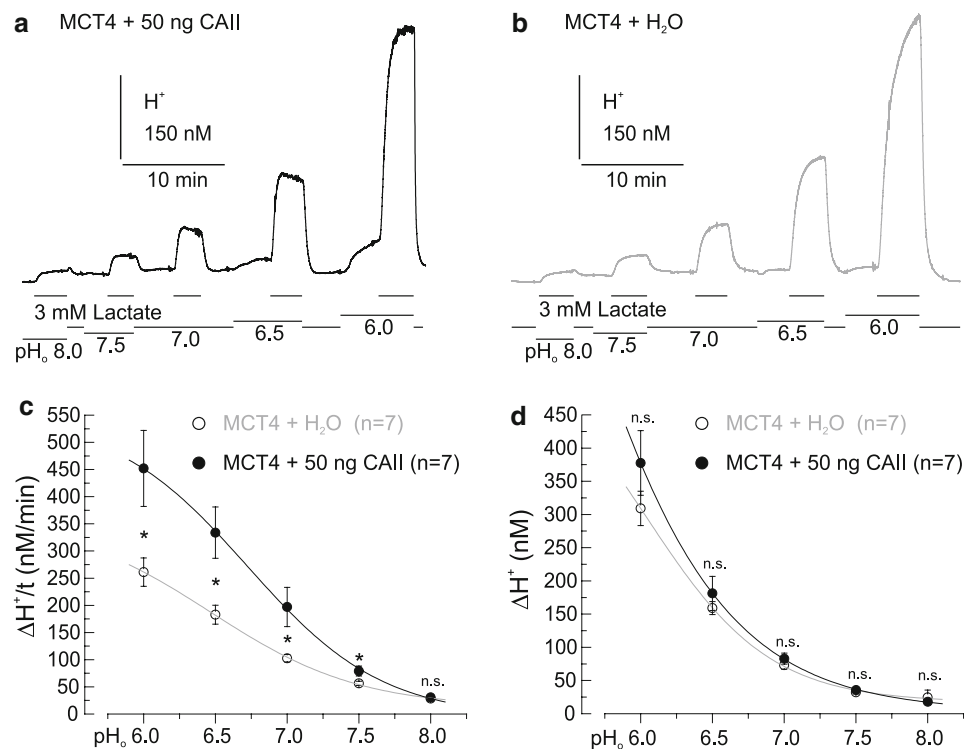 a MCT4 + 50 ng CAII
H⁺
150 nM
10 min
3 mM Lactate
pHₒ 8.0 7.5 7.0 6.5 6.0
b MCT4 + H₂O
H⁺
150 nM
10 min
3 mM Lactate
pHₒ 8.0 7.5 7.0 6.5 6.0
c
MCT4 + H₂O (n=7)
MCT4 + 50 ng CAII (n=7)
ΔH⁺/t (nM/min)
550
500
450
400
350
300
250
200
150
100
50
0
* * * * n.s.
pHₒ 6.0 6.5 7.0 7.5 8.0
d
MCT4 + H₂O (n=7)
MCT4 + 50 ng CAII (n=7)
ΔH⁺ (nM)
450
400
350
300
250
200
150
100
50
0
n.s. n.s. n.s. n.s. n.s.
pHₒ 6.0 6.5 7.0 7.5 8.0